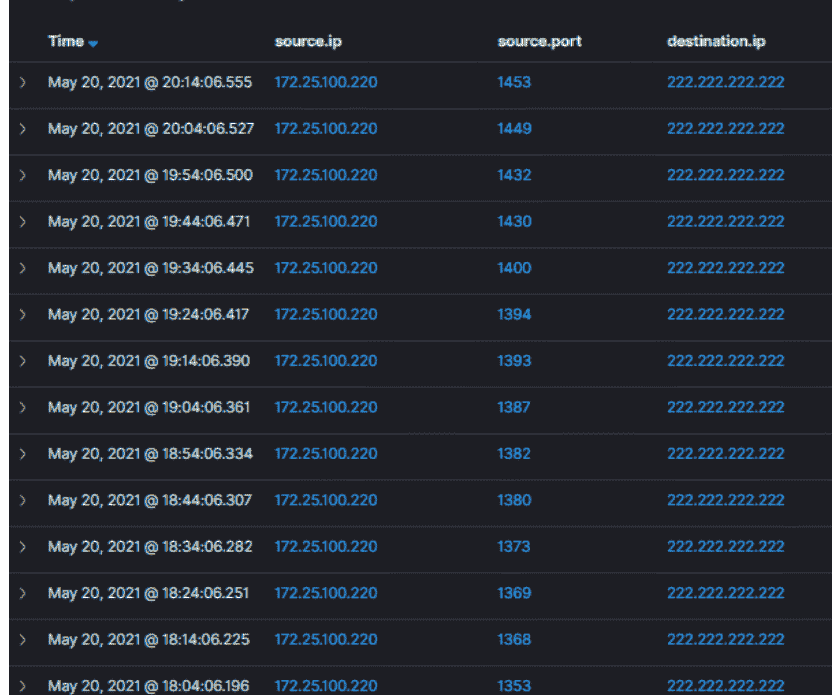 Time source.ip source.port destination.ip
May 20, 2021 @ 20:14:06.555 172.25.100.220 1453 222.222.222.222
May 20, 2021 @ 20:04:06.527 172.25.100.220 1449 222.222.222.222
May 20, 2021 @ 19:54:06.500 172.25.100.220 1432 222.222.222.222
May 20, 2021 @ 19:44:06.471 172.25.100.220 1430 222.222.222.222
May 20, 2021 @ 19:34:06.445 172.25.100.220 1400 222.222.222.222
May 20, 2021 @ 19:24:06.417 172.25.100.220 1394 222.222.222.222
May 20, 2021 @ 19:14:06.390 172.25.100.220 1393 222.222.222.222
May 20, 2021 @ 19:04:06.361 172.25.100.220 1387 222.222.222.222
May 20, 2021 @ 18:54:06.334 172.25.100.220 1382 222.222.222.222
May 20, 2021 @ 18:44:06.307 172.25.100.220 1380 222.222.222.222
May 20, 2021 @ 18:34:06.282 172.25.100.220 1373 222.222.222.222
May 20, 2021 @ 18:24:06.251 172.25.100.220 1369 222.222.222.222
May 20, 2021 @ 18:14:06.225 172.25.100.220 1368 222.222.222.222
May 20, 2021 @ 18:04:06.196 172.25.100.220 1353 222.222.222.222